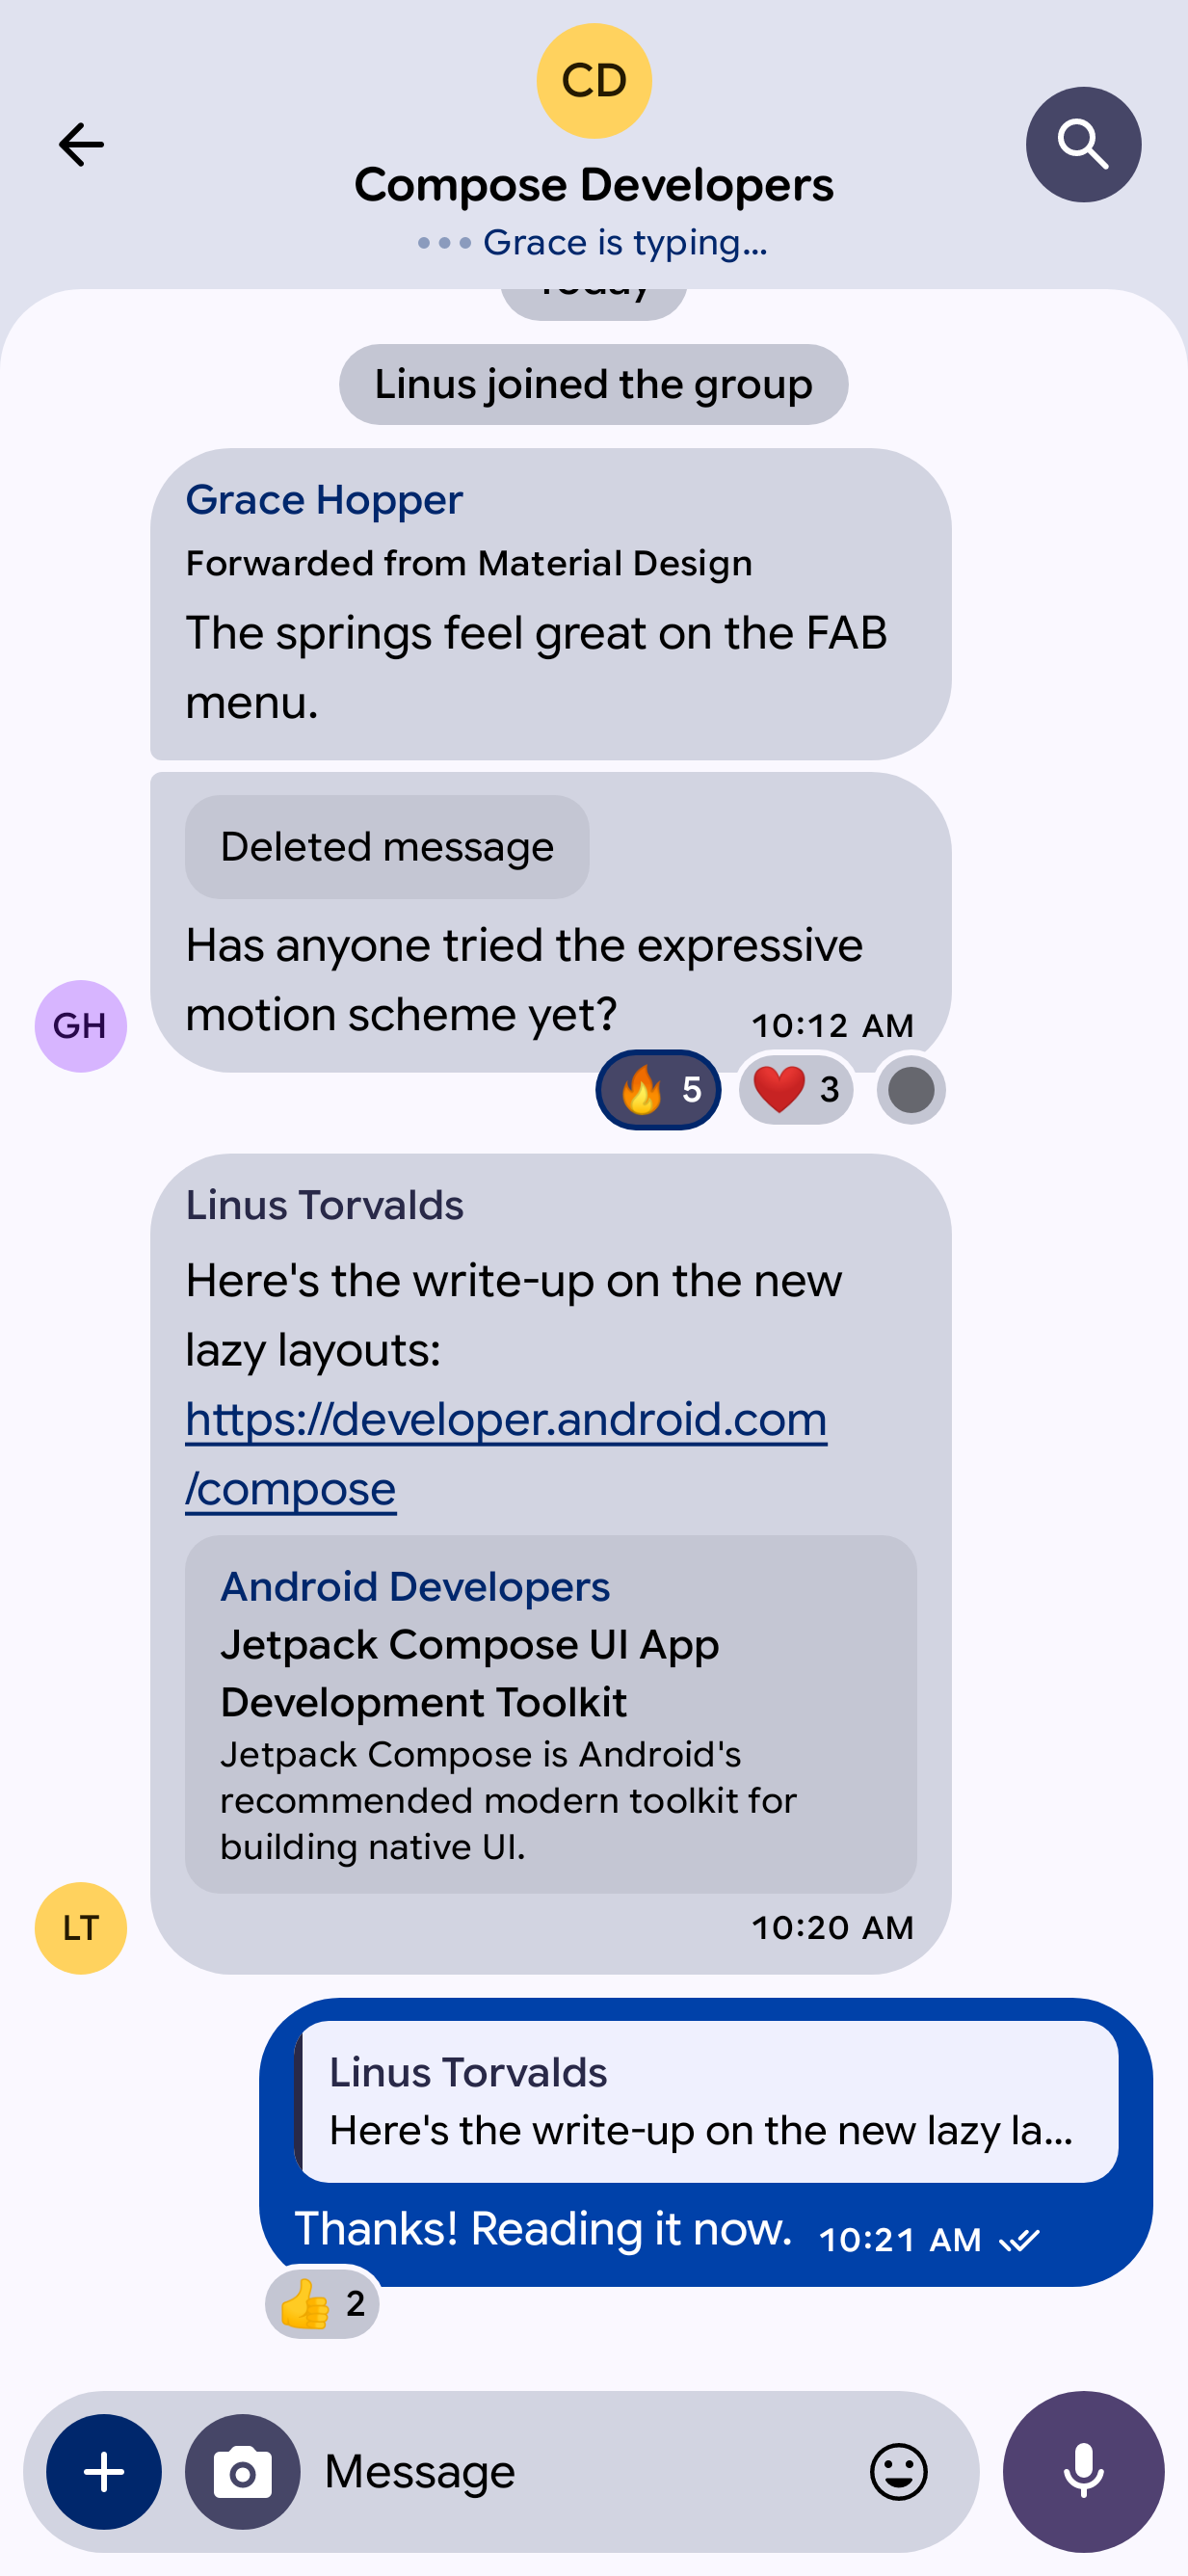 CD
Compose Developers
Grace is typing...
Today
Linus joined the group
Grace Hopper
Forwarded from Material Design
The springs feel great on the FAB
menu.
Deleted message
Has anyone tried the expressive
motion scheme yet?
10:12 AM
GH
5
3
Linus Torvalds
Here's the write-up on the new
lazy layouts:
https://developer.android.com
/compose
Android Developers
Jetpack Compose UI App
Development Toolkit
Jetpack Compose is Android's
recommended modern toolkit for
building native UI.
10:20 AM
LT
Linus Torvalds
Here's the write-up on the new lazy la...
Thanks! Reading it now.
10:21 AM
2
Message